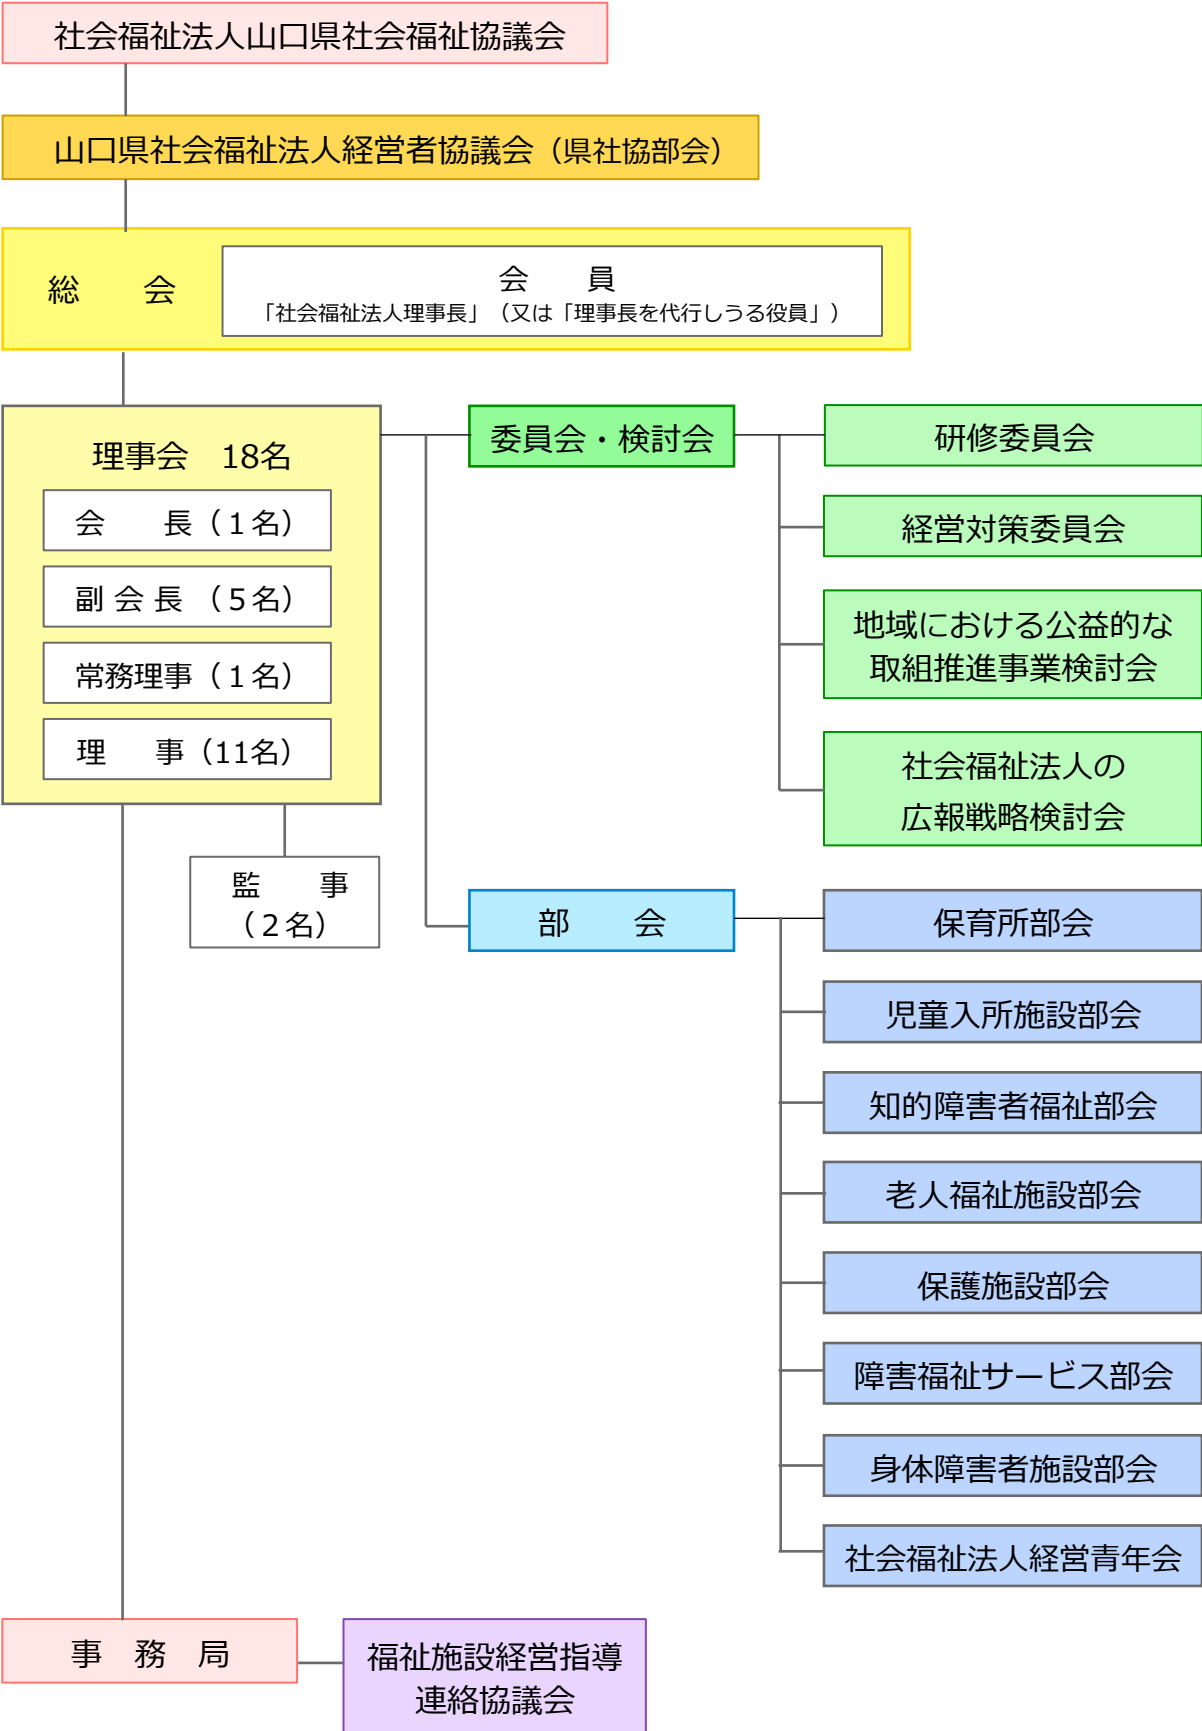 社会福祉法人山口県社会福祉協議会
山口県社会福祉法人経営者協議会（県社協部会）
総　　会
会　　員
「社会福祉法人理事長」（又は「理事長を代行しうる役員」）
理事会　18名
会　　長（１名）
副 会 長 （５名）
常務理事（１名）
理　 事（11名）
監　　事
（２名）
委員会・検討会
研修委員会
経営対策委員会
地域における公益的な
取組推進事業検討会
社会福祉法人の
広報戦略検討会
部　　会
保育所部会
児童入所施設部会
知的障害者福祉部会
老人福祉施設部会
保護施設部会
障害福祉サービス部会
身体障害者施設部会
社会福祉法人経営青年会
事　務　局
福祉施設経営指導
連絡協議会